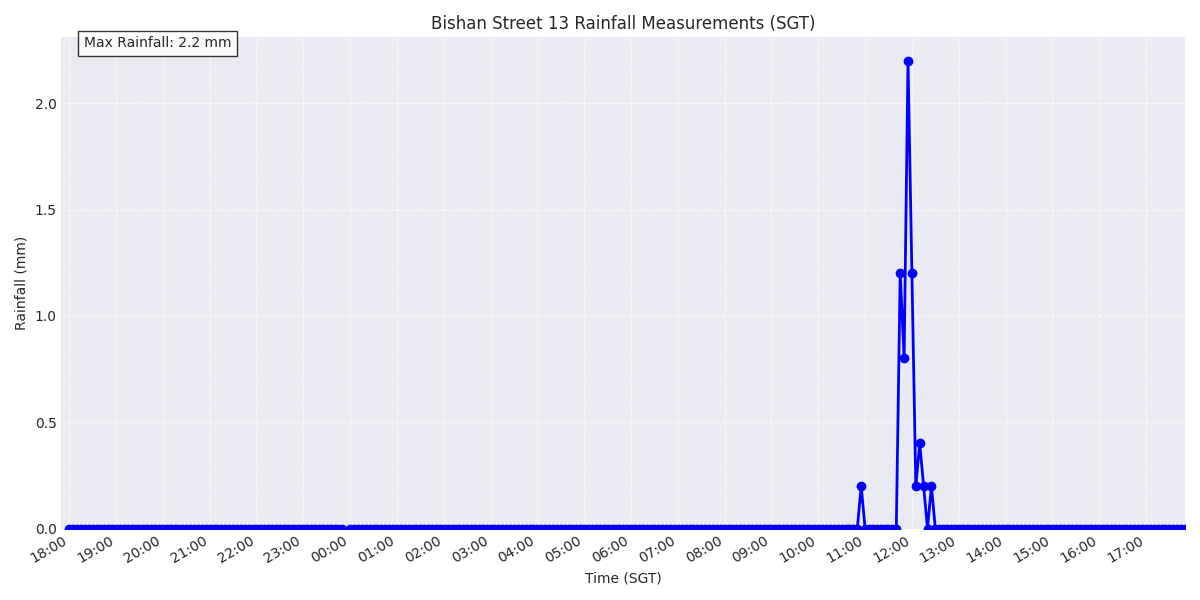 Bishan Street 13 Rainfall Measurements (SGT)
Max Rainfall: 2.2 mm
Rainfall (mm)
2.0
1.5
1.0
0.5
0.0
18:00 19:00 20:00 21:00 22:00 23:00 00:00 01:00 02:00 03:00 04:00 05:00 06:00 07:00 08:00 09:00 10:00 11:00 12:00 13:00 14:00 15:00 16:00 17:00
Time (SGT)